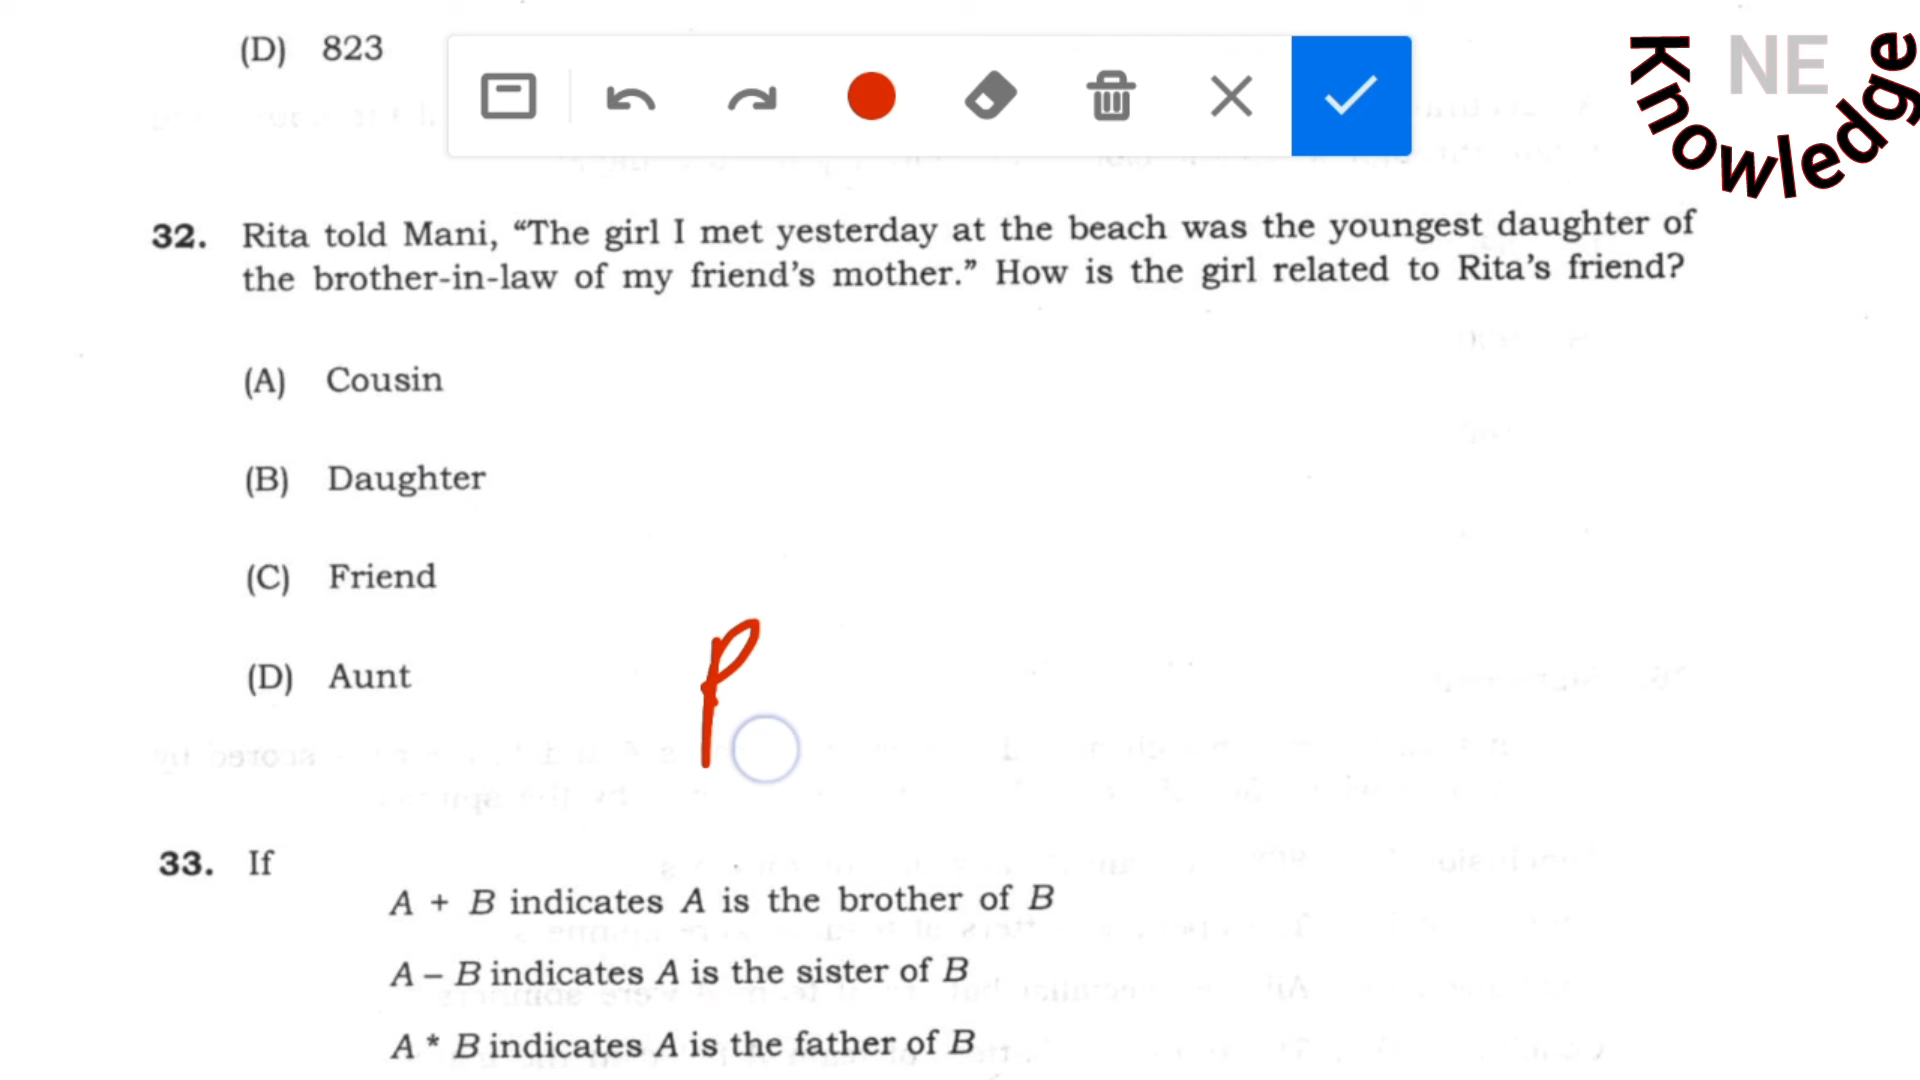 (D) 823
NE
Knowledge
32. Rita told Mani, “The girl I met yesterday at the beach was the youngest daughter of
the brother-in-law of my friend’s mother.” How is the girl related to Rita’s friend?
(A) Cousin
(B) Daughter
(C) Friend
(D) Aunt
P
33. If
A + B indicates A is the brother of B
A – B indicates A is the sister of B
A * B indicates A is the father of B